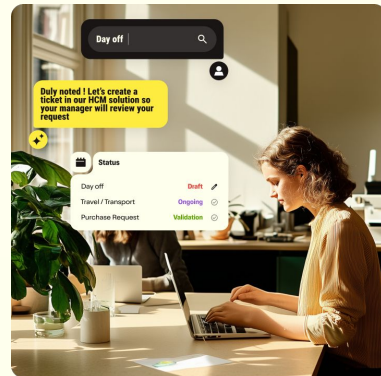 Day off
Duly noted ! Let's create a
ticket in our HCM solution so
your manager will review your
request
Status
Day off Draft
Travel / Transport Ongoing
Purchase Request Validation